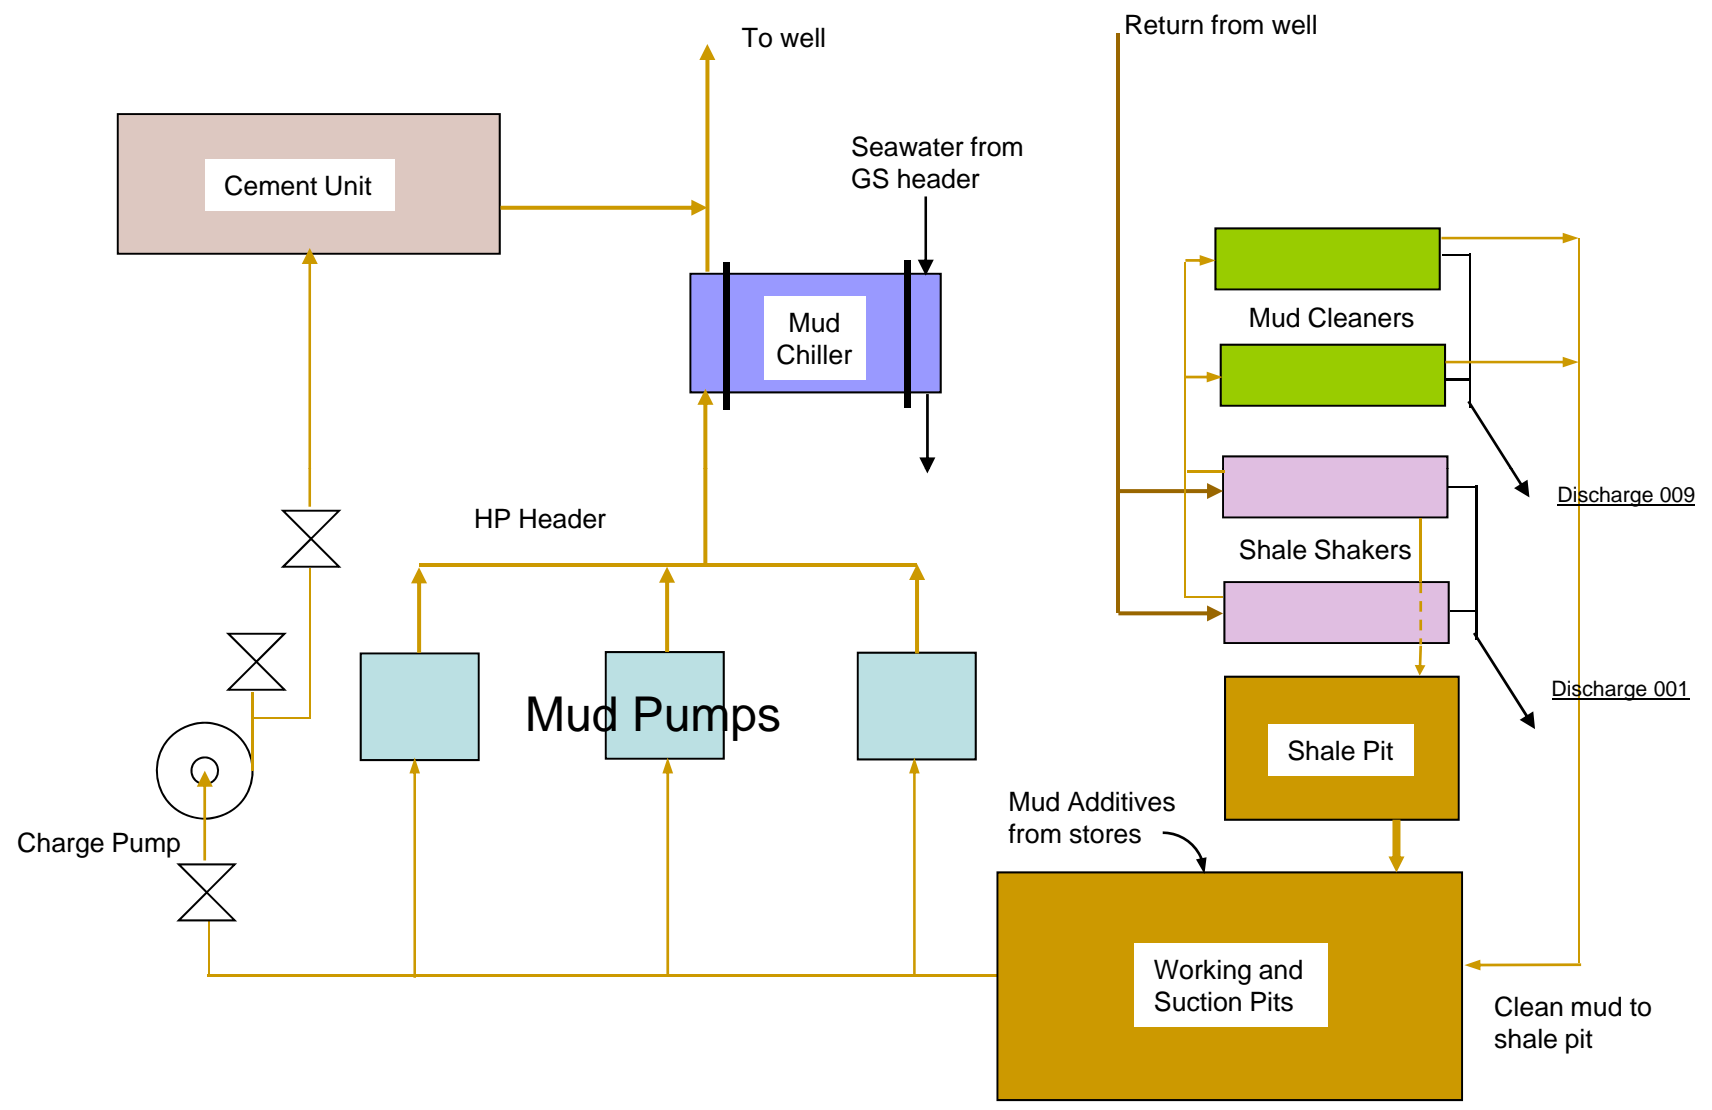 Return from well
To well
Seawater from
GS header
Cement Unit
Mud Cleaners
Mud
Chiller
Discharge 009
HP Header
Shale Shakers
Discharge 001
Mud Pumps
Shale Pit
Mud Additives
from stores
Charge Pump
Working and
Suction Pits
Clean mud to
shale pit